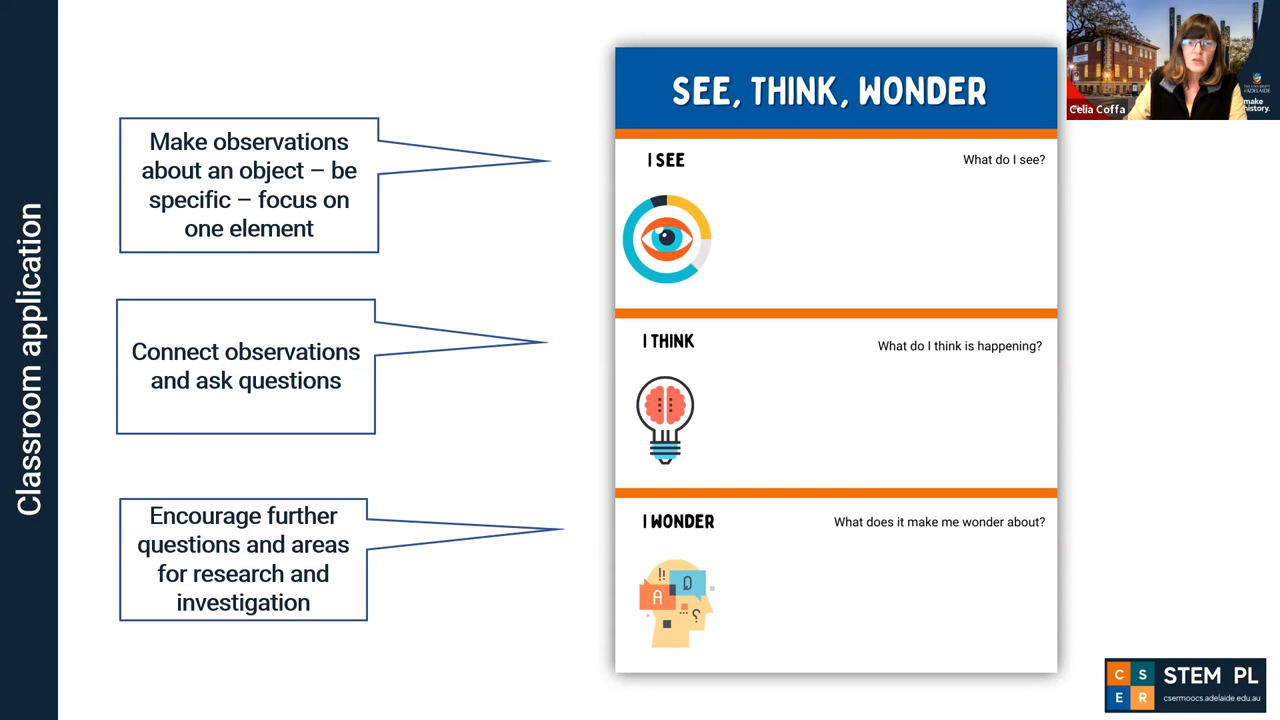 Classroom application
Make observations
about an object – be
specific – focus on
one element
Connect observations
and ask questions
Encourage further
questions and areas
for research and
investigation
SEE, THINK, WONDER
I SEE
What do I see?
I THINK
What do I think is happening?
I WONDER
What does it make me wonder about?
!!
Q
A
...
?
Celia Coffa
make
history.
C S
E R
STEM PL
csermoocs.adelaide.edu.au